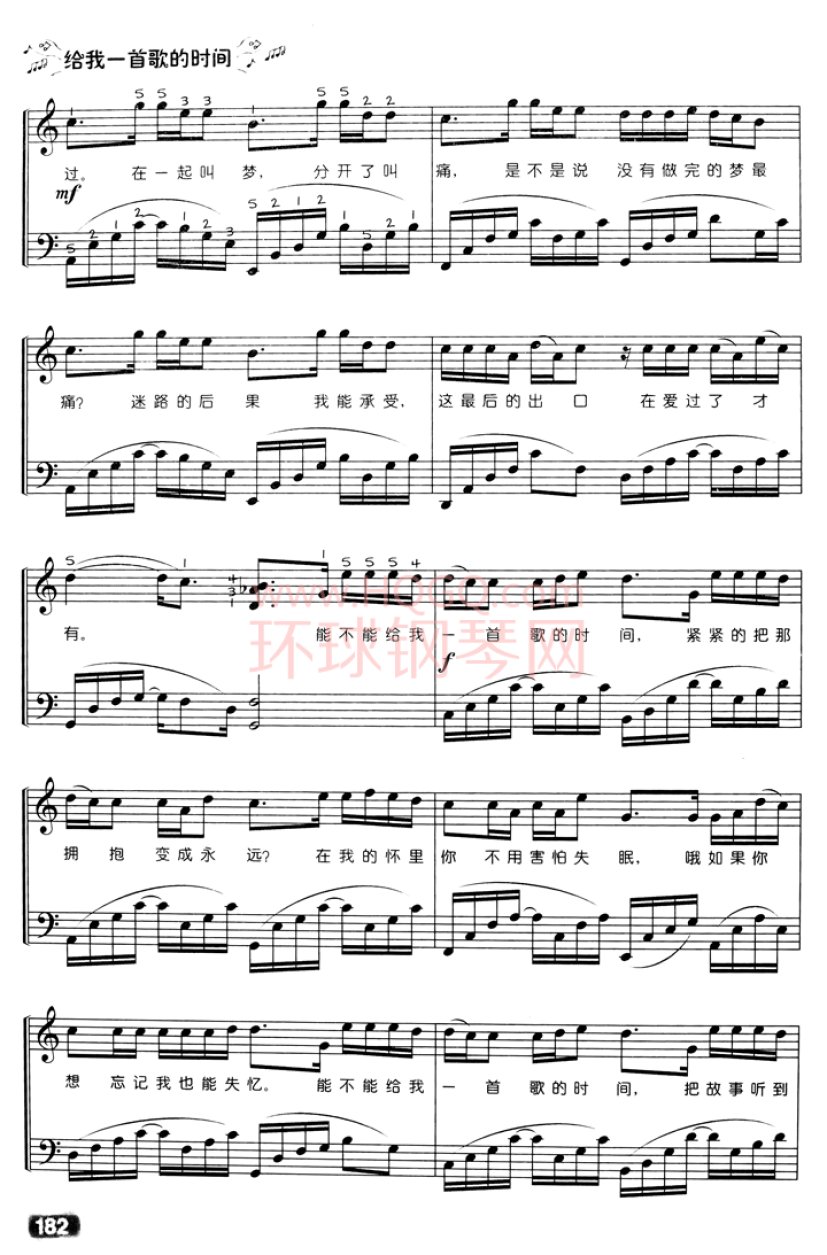 给我一首歌的时间
过。 在一起叫梦， 分开了叫痛， 是不是说 没有做完的梦最
mf
痛？ 迷路的后果 我能承受， 这最后的出口 在爱过了才
www.HQGQ.com
有。 能不能给我一首歌的时间， 紧紧的把那
环球钢琴网
f
拥抱变成永远？ 在我的怀里你不用害怕失眠， 哦如果你
想忘记我也能失忆。 能不能给我一首歌的时间， 把故事听到
182